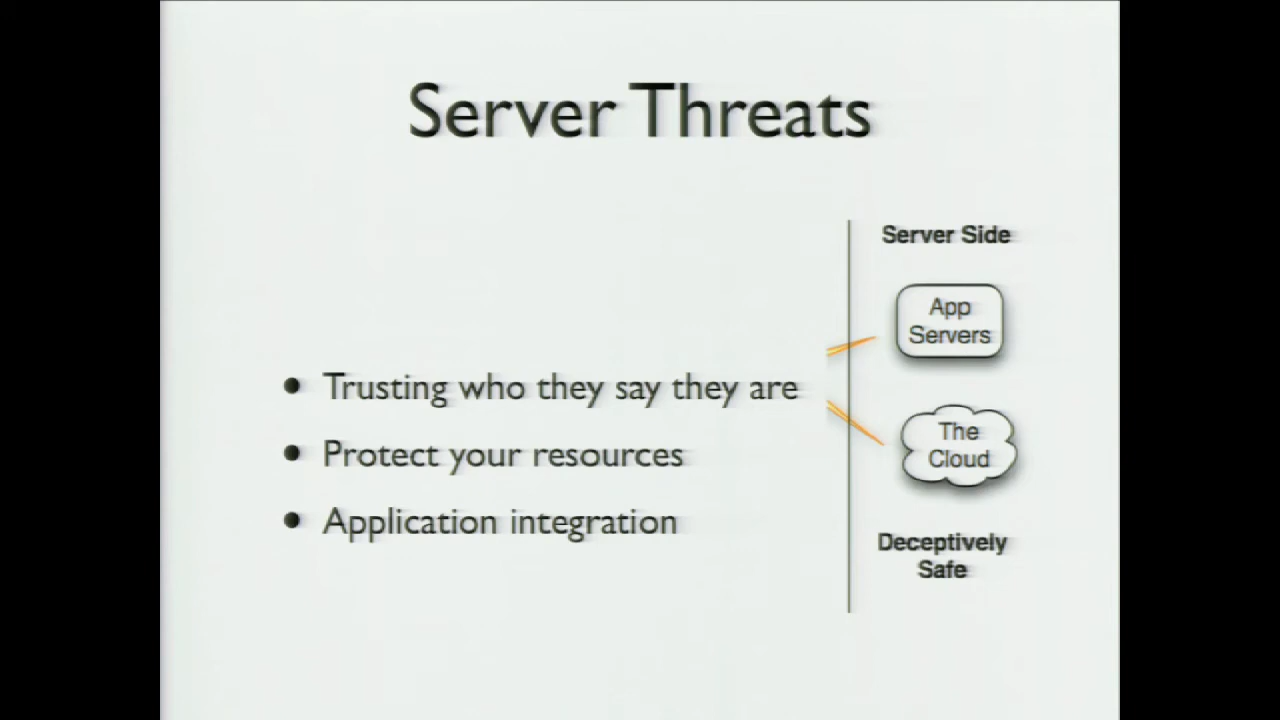 Server Threats
Trusting who they say they are
Protect your resources
Application integration
Server Side
App
Servers
The
Cloud
Deceptively
Safe